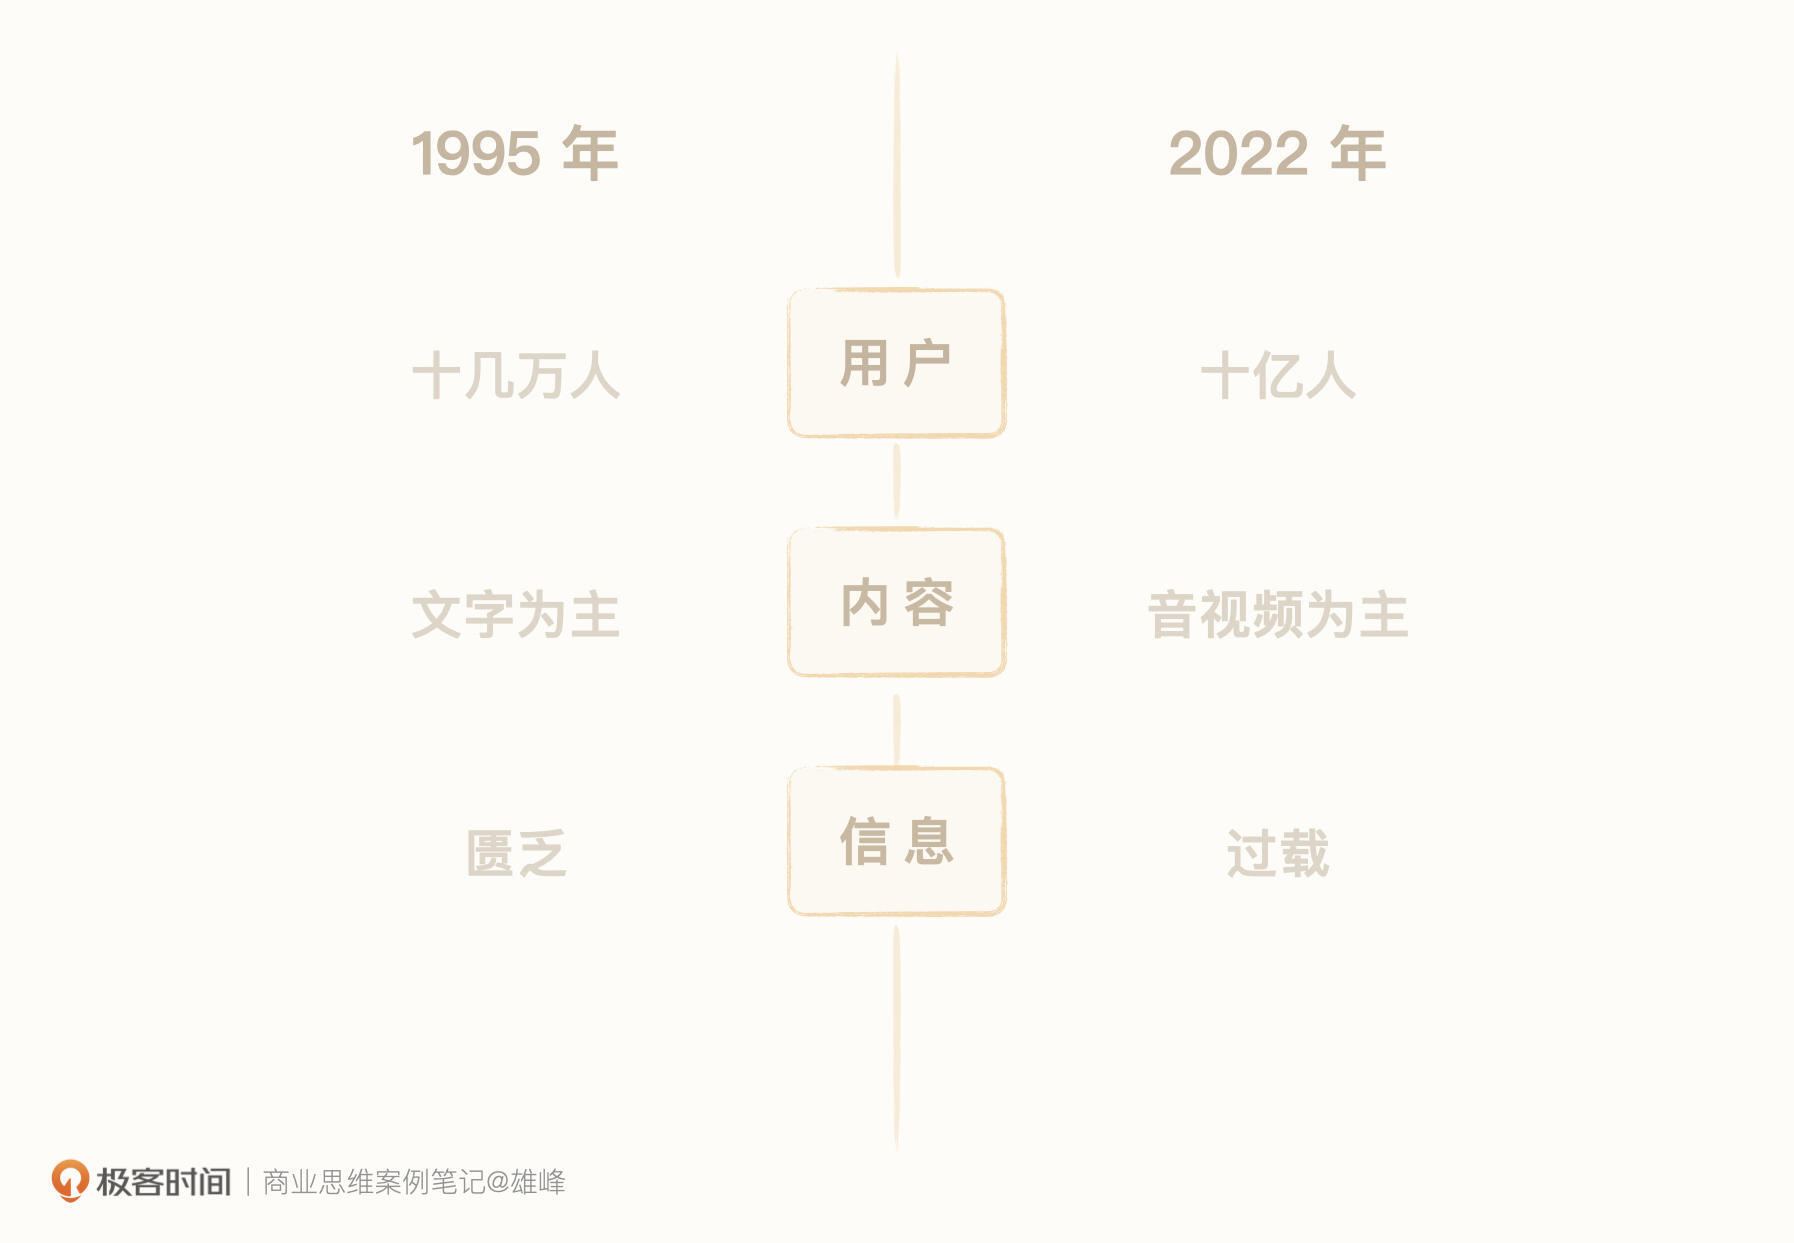 1995 年
2022 年
十几万人
用户
十亿人
文字为主
内容
音视频为主
匮乏
信息
过载
极客时间 | 商业思维案例笔记@雄峰